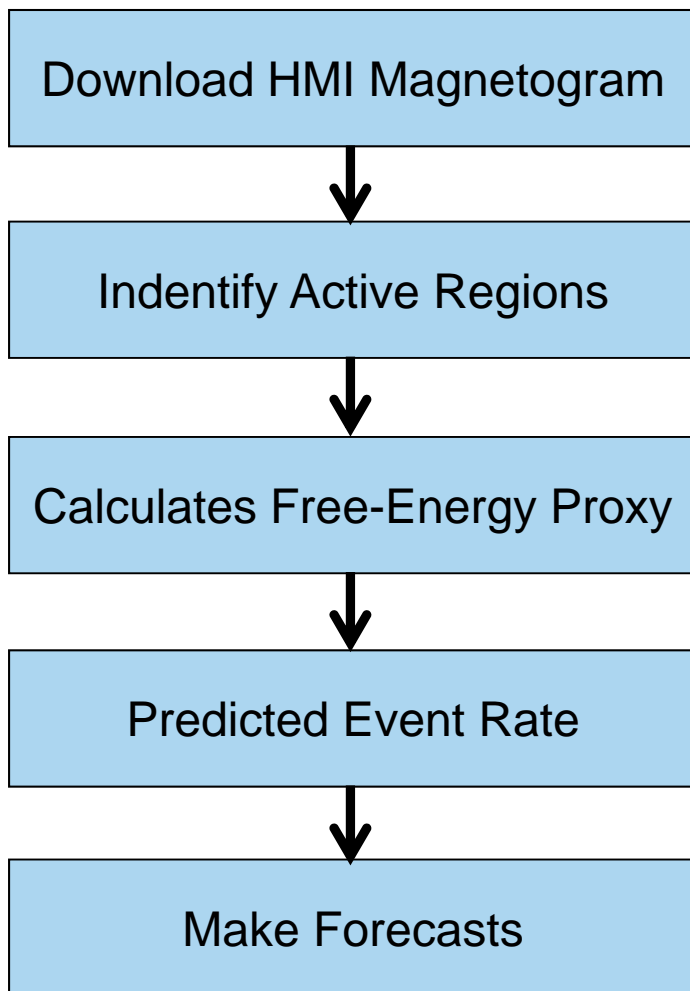 Download HMI Magnetogram
Indentify Active Regions
Calculates Free-Energy Proxy
Predicted Event Rate
Make Forecasts